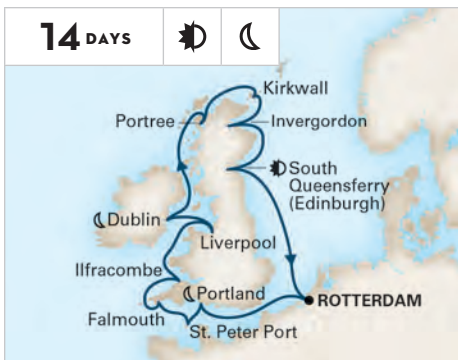 14 DAYS
Kirkwall
Portree
Invergordon
South
Queensferry
(Edinburgh)
Dublin
Liverpool
Ilfracombe
Portland
ROTTERDAM
Falmouth
St. Peter Port